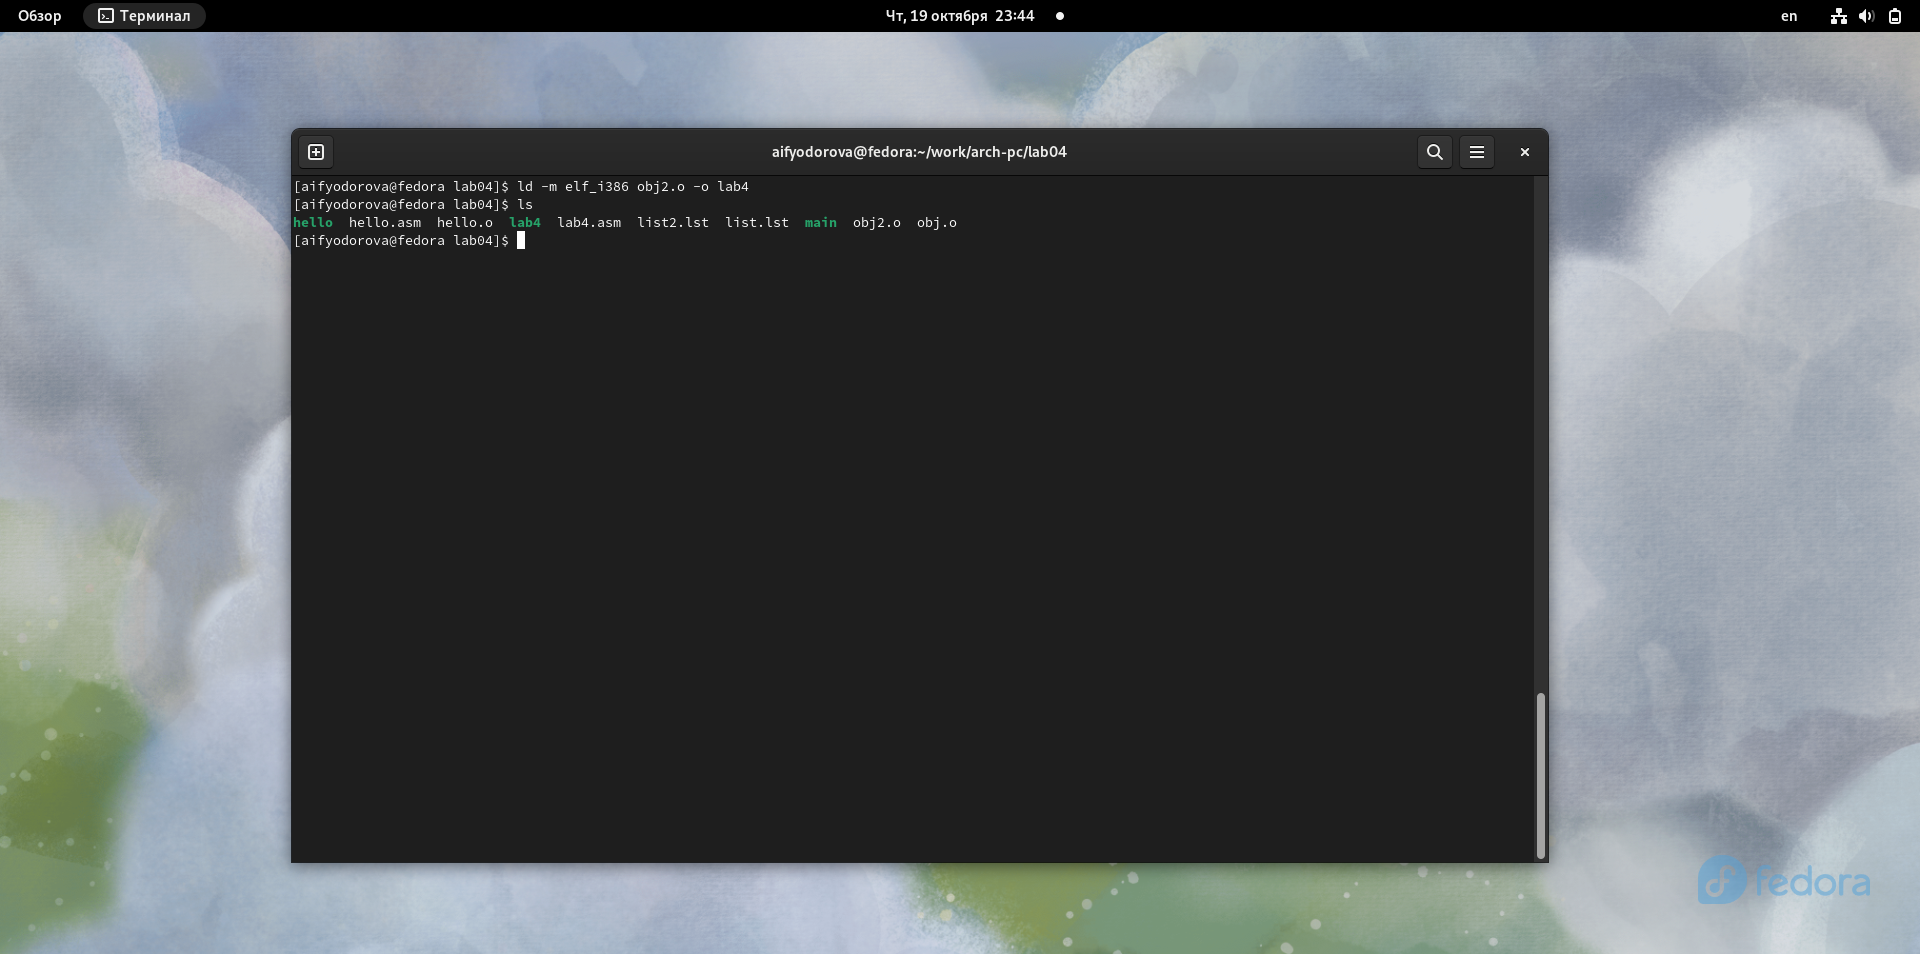 Обзор Терминал Чт, 19 октября 23:44 en
aifyodorova@fedora:~/work/arch-pc/lab04
[aifyodorova@fedora lab04]$ ld -m elf_i386 obj2.o -o lab4
[aifyodorova@fedora lab04]$ ls
hello hello.asm hello.o lab4 lab4.asm list2.lst list.lst main obj2.o obj.o
[aifyodorova@fedora lab04]$
fedora